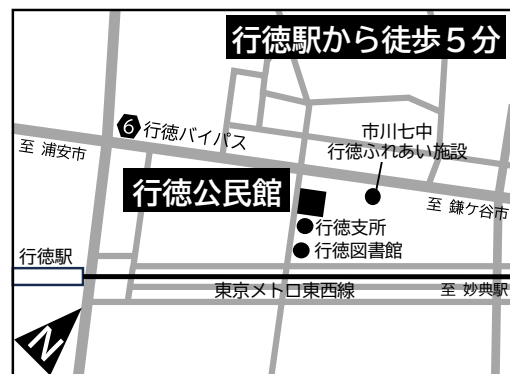 行徳駅から徒歩5分
6 行徳バイパス
市川七中
行徳ふれあい施設
至 浦安市
行徳公民館
至 鎌ケ谷市
行徳支所
行徳図書館
行徳駅
東京メトロ東西線
至 妙典駅
N